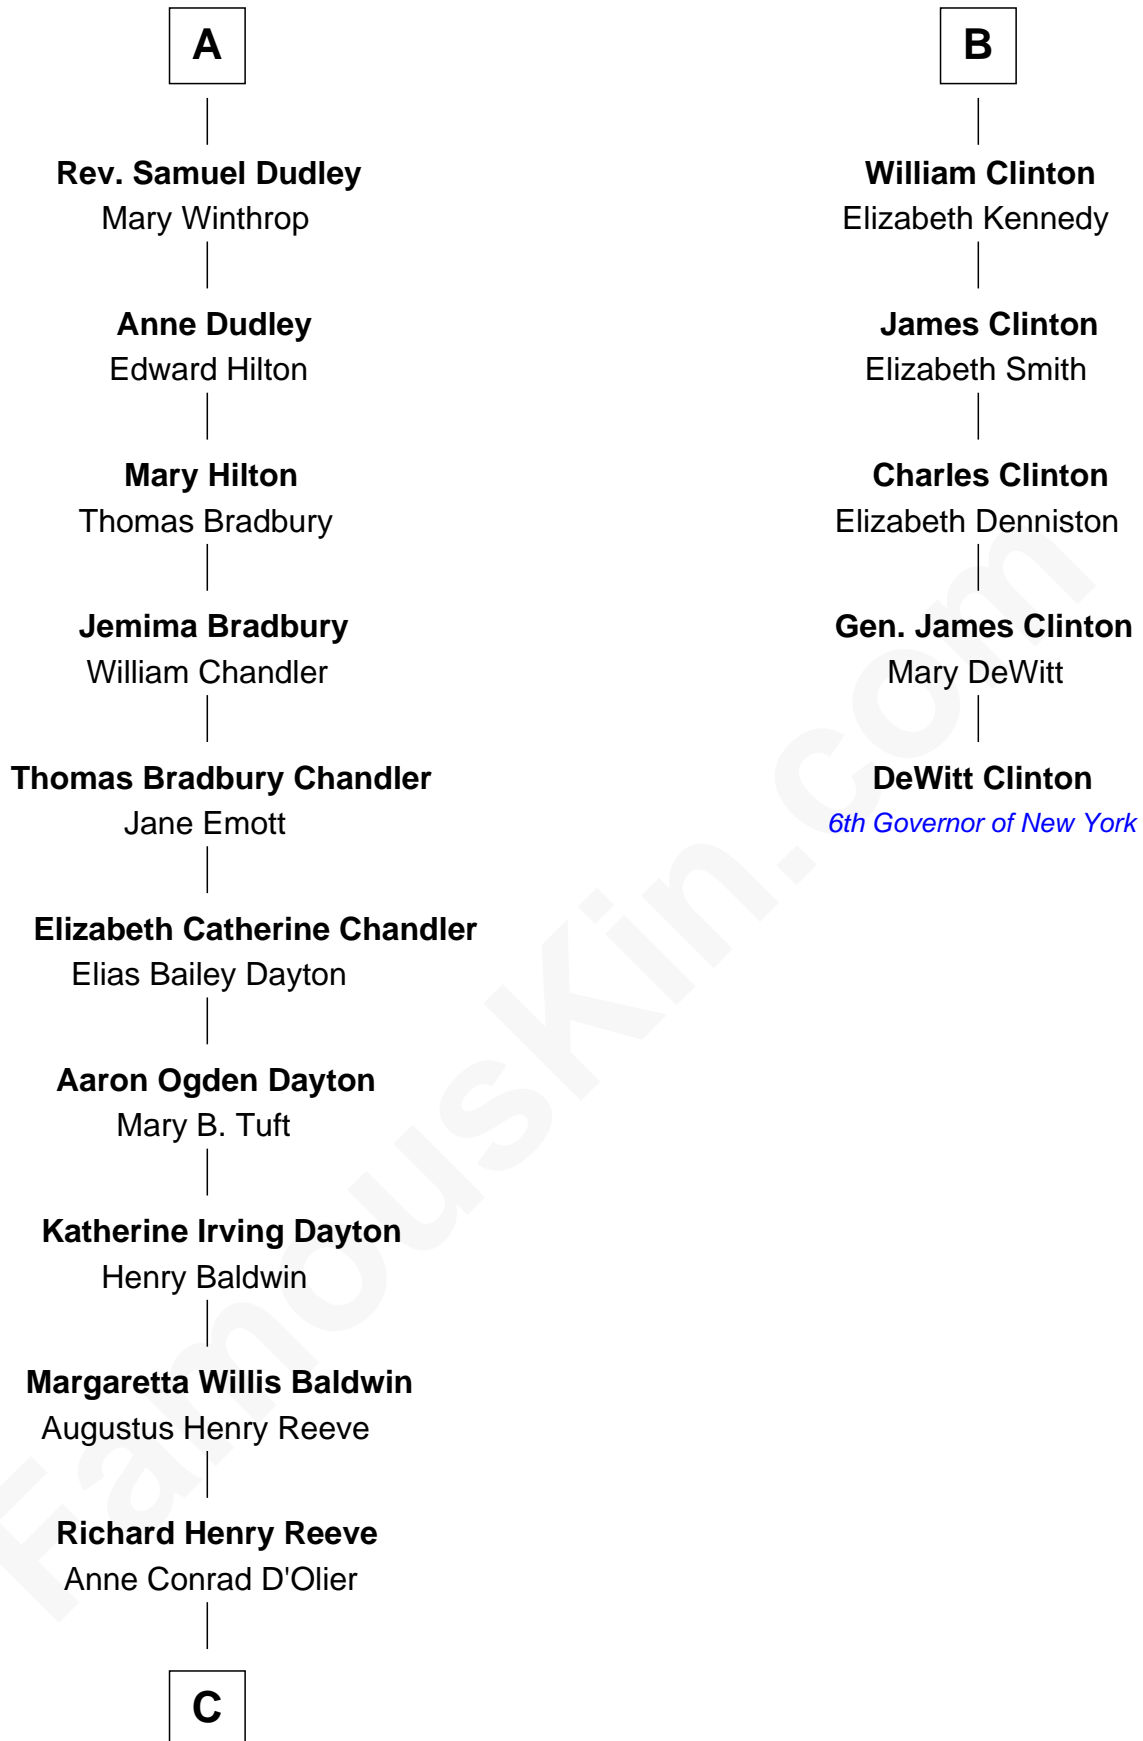 A
Rev. Samuel Dudley
Mary Winthrop
Anne Dudley
Edward Hilton
Mary Hilton
Thomas Bradbury
Jemima Bradbury
William Chandler
Thomas Bradbury Chandler
Jane Emott
Elizabeth Catherine Chandler
Elias Bailey Dayton
Aaron Ogden Dayton
Mary B. Tuft
Katherine Irving Dayton
Henry Baldwin
Margaretta Willis Baldwin
Augustus Henry Reeve
Richard Henry Reeve
Anne Conrad D'Olier
C
B
William Clinton
Elizabeth Kennedy
James Clinton
Elizabeth Smith
Charles Clinton
Elizabeth Denniston
Gen. James Clinton
Mary DeWitt
DeWitt Clinton
6th Governor of New York
FamousKin.com